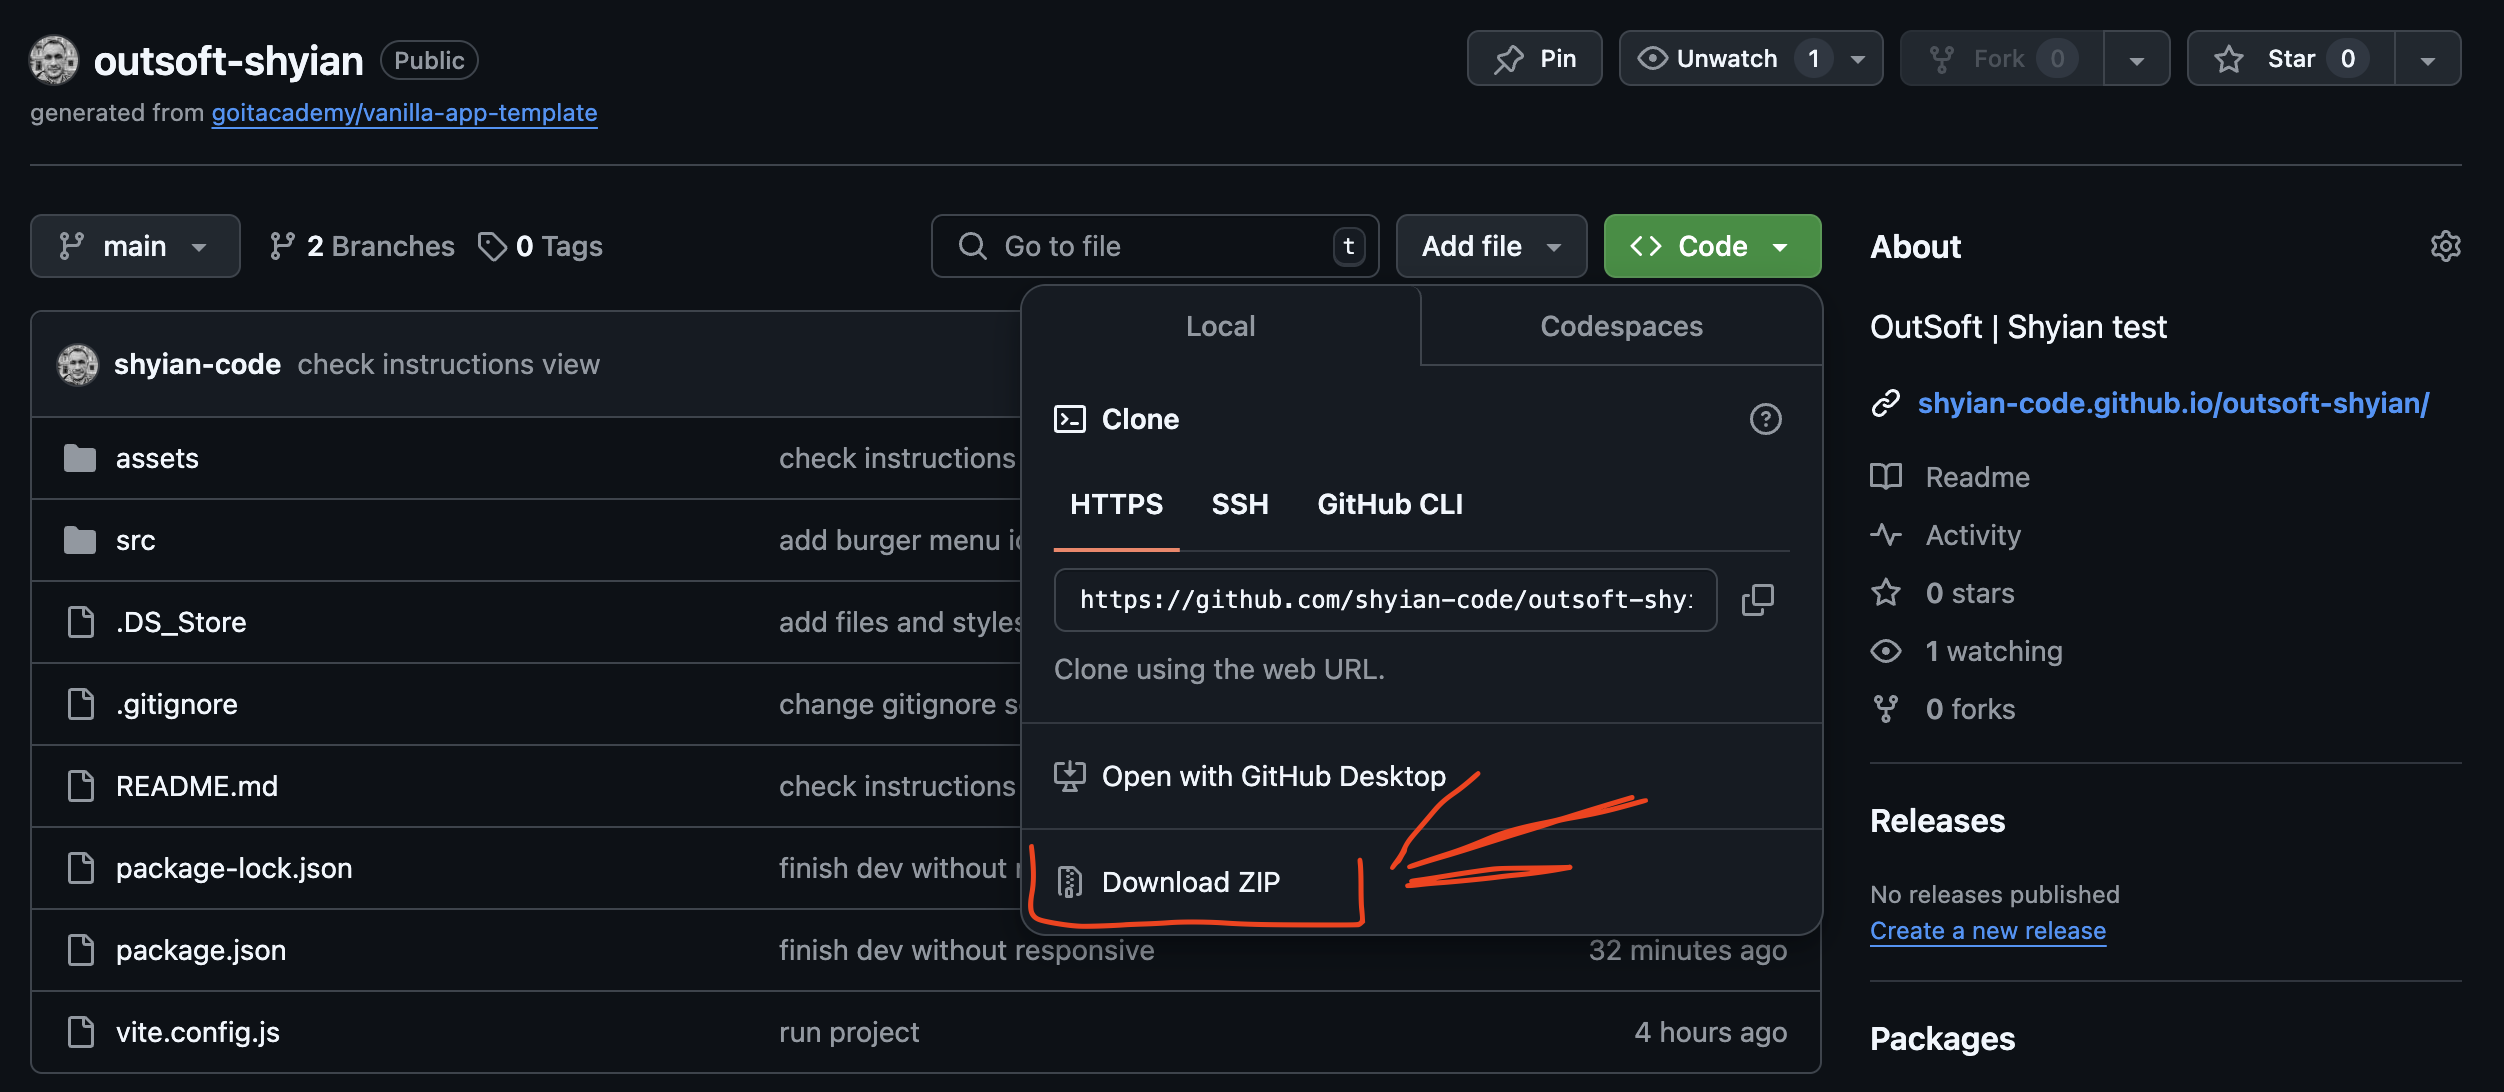 outsoft-shyian Public
Pin
Unwatch 1
Fork 0
Star 0
generated from goitacademy/vanilla-app-template
main
2 Branches
0 Tags
Go to file t
Add file
Code
shyian-code check instructions view
assets check instructions
src add burger menu
.DS_Store add files and styles
.gitignore change gitignore
README.md check instructions
package-lock.json finish dev without
package.json finish dev without responsive 32 minutes ago
vite.config.js run project 4 hours ago
Local Codespaces
Clone
HTTPS SSH GitHub CLI
https://github.com/shyian-code/outsoft-shy
Clone using the web URL.
Open with GitHub Desktop
Download ZIP
About
OutSoft | Shyian test
shyian-code.github.io/outsoft-shyian/
Readme
Activity
0 stars
1 watching
0 forks
Releases
No releases published
Create a new release
Packages